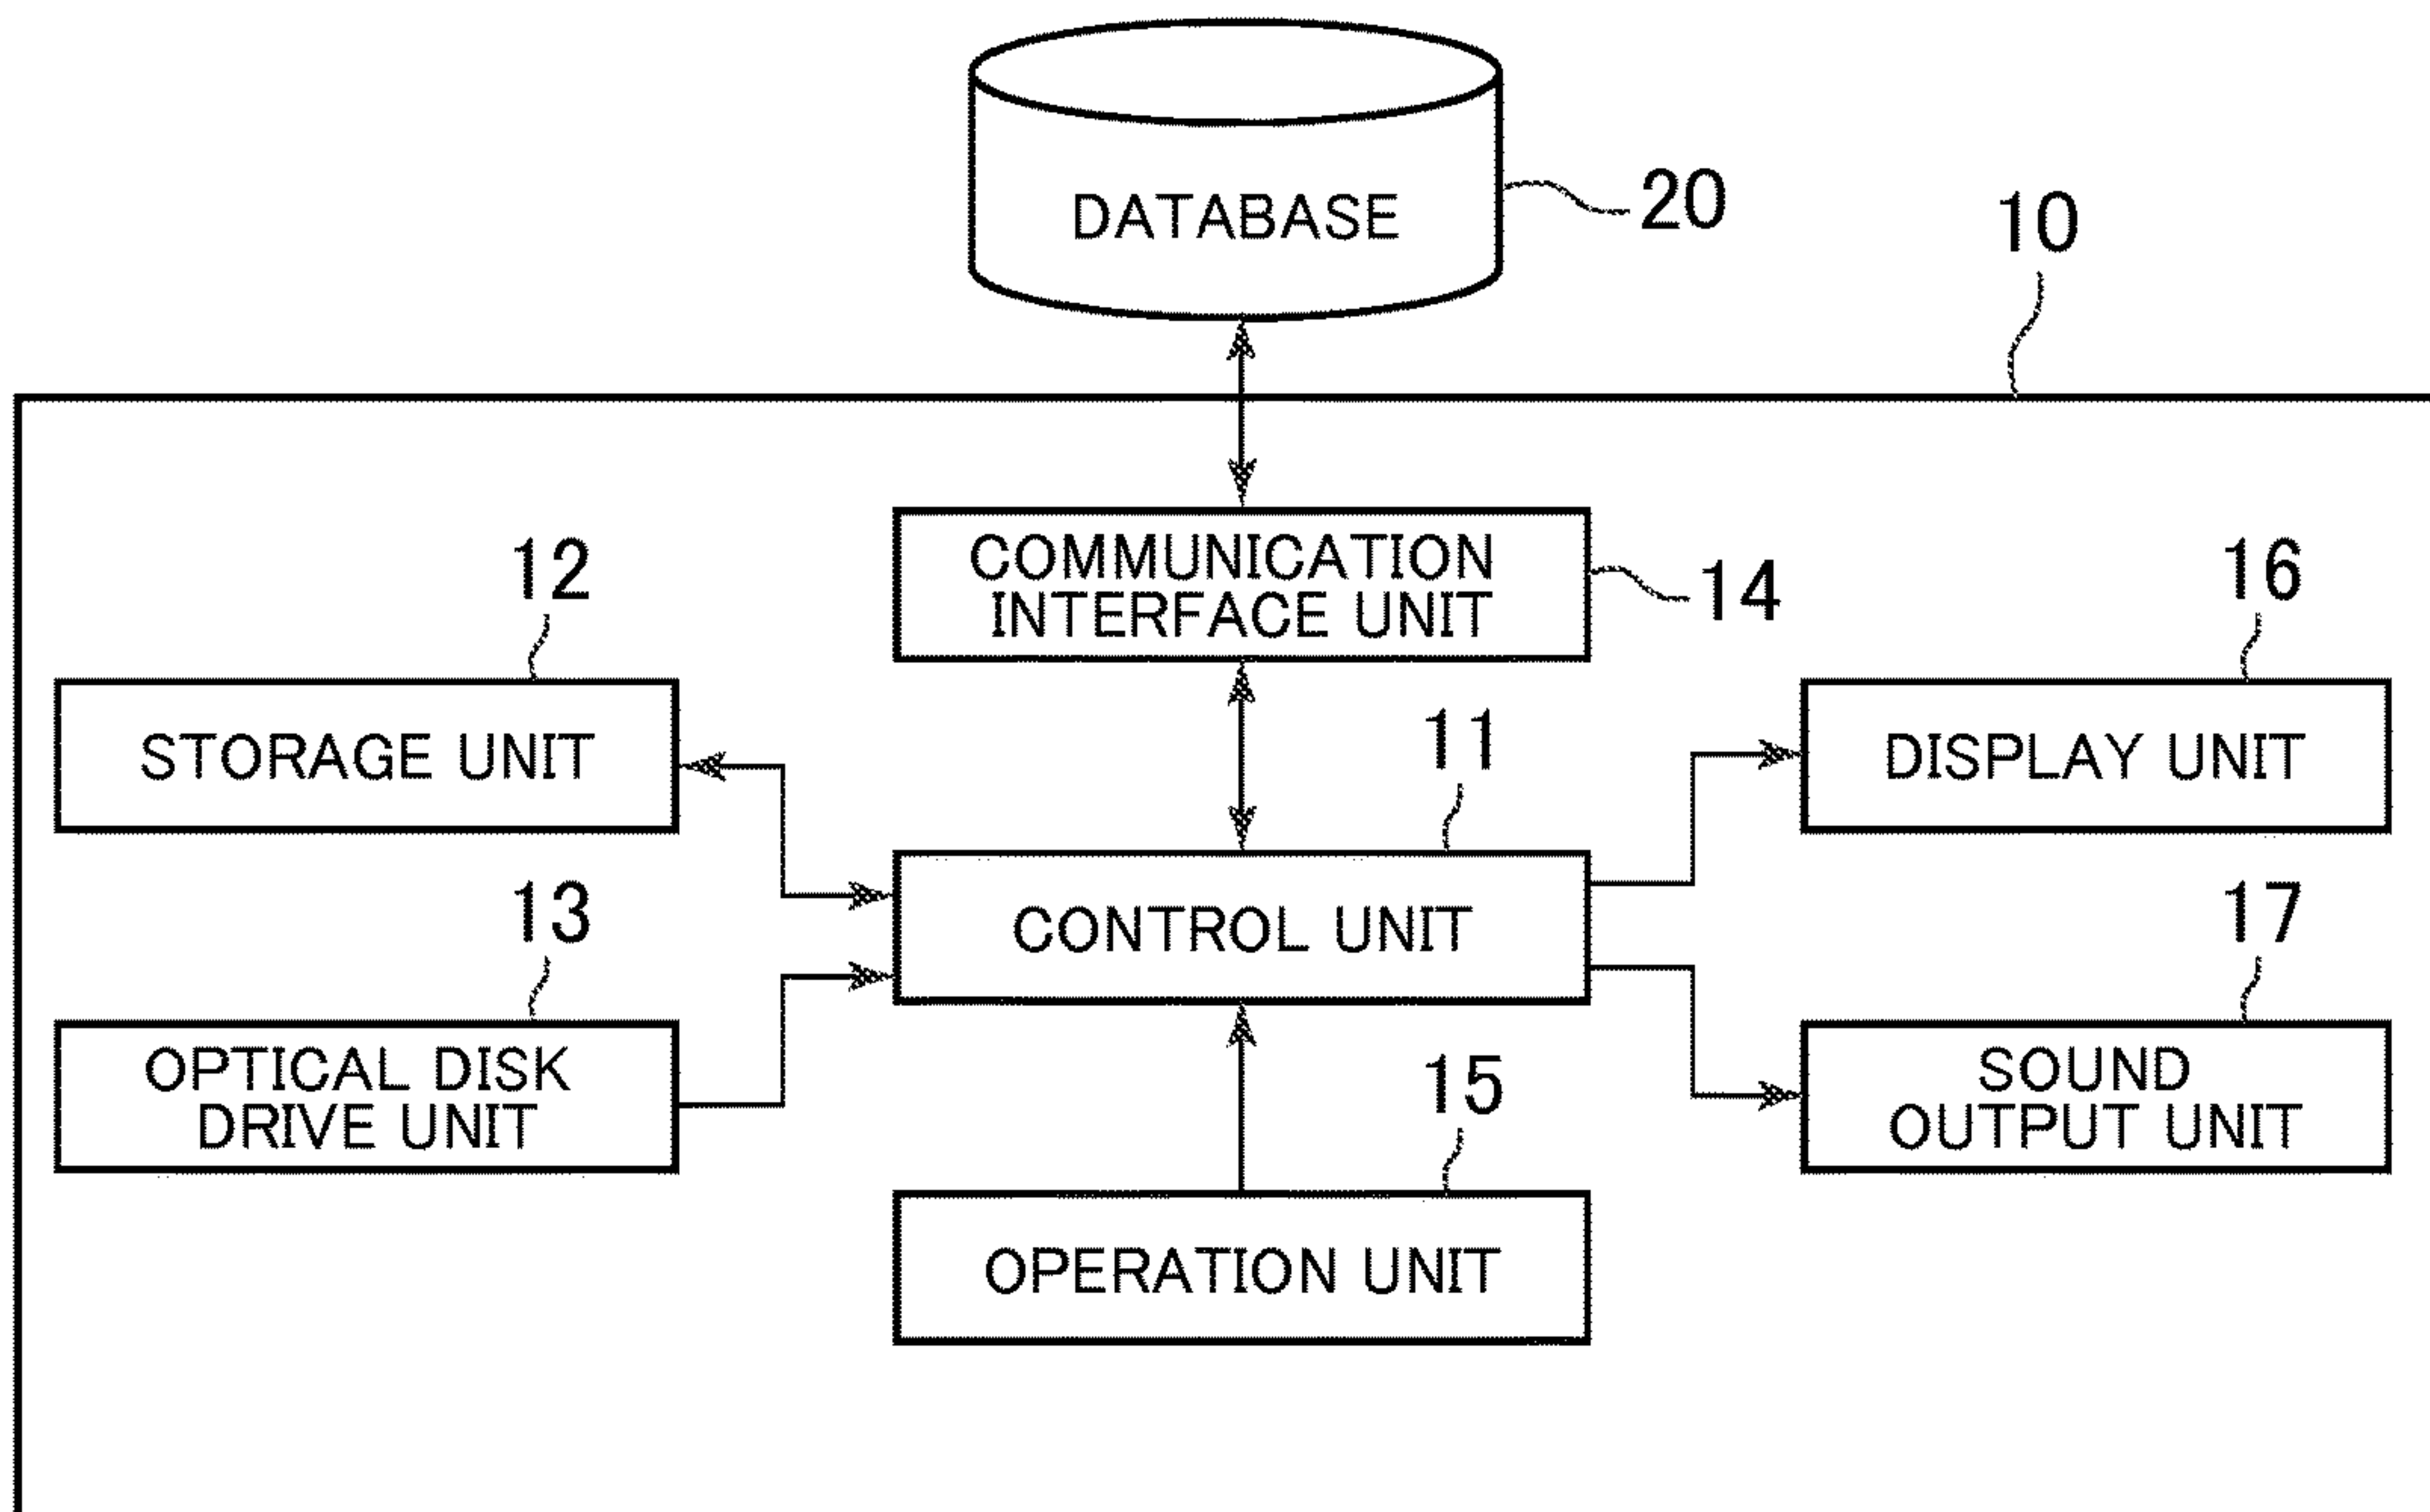 DATABASE
20
10
COMMUNICATION
INTERFACE UNIT
14
12
STORAGE UNIT
16
DISPLAY UNIT
11
CONTROL UNIT
13
OPTICAL DISK
DRIVE UNIT
17
SOUND
OUTPUT UNIT
15
OPERATION UNIT